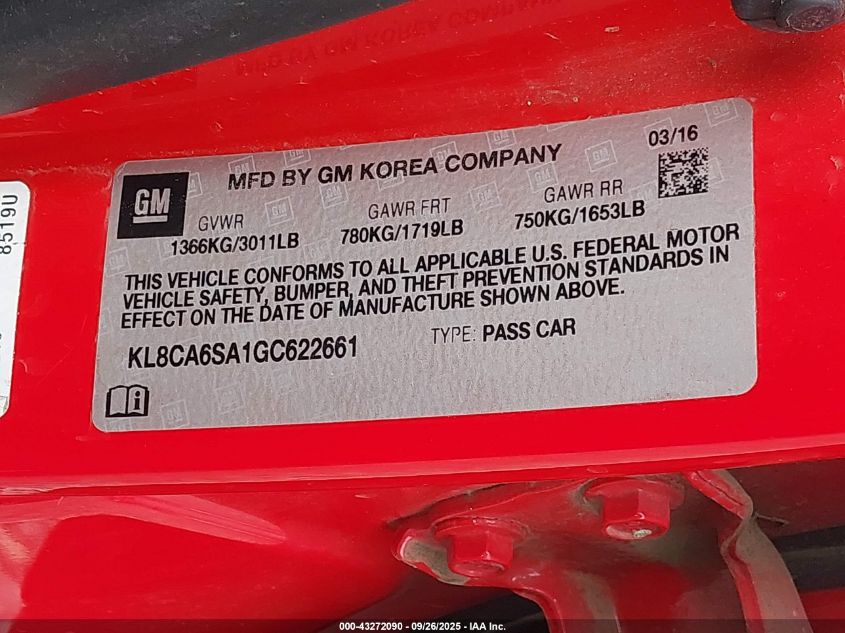 MFD BY GM KOREA COMPANY
03/16
GM
GVWR
1366KG/3011LB
GAWR FRT
780KG/1719LB
GAWR RR
750KG/1653LB
THIS VEHICLE CONFORMS TO ALL APPLICABLE U.S. FEDERAL MOTOR
VEHICLE SAFETY, BUMPER, AND THEFT PREVENTION STANDARDS IN
EFFECT ON THE DATE OF MANUFACTURE SHOWN ABOVE.
KL8CA6SA1GC622661
TYPE: PASS CAR
8519U
000-43272090 - 09/26/2025 - IAA Inc.